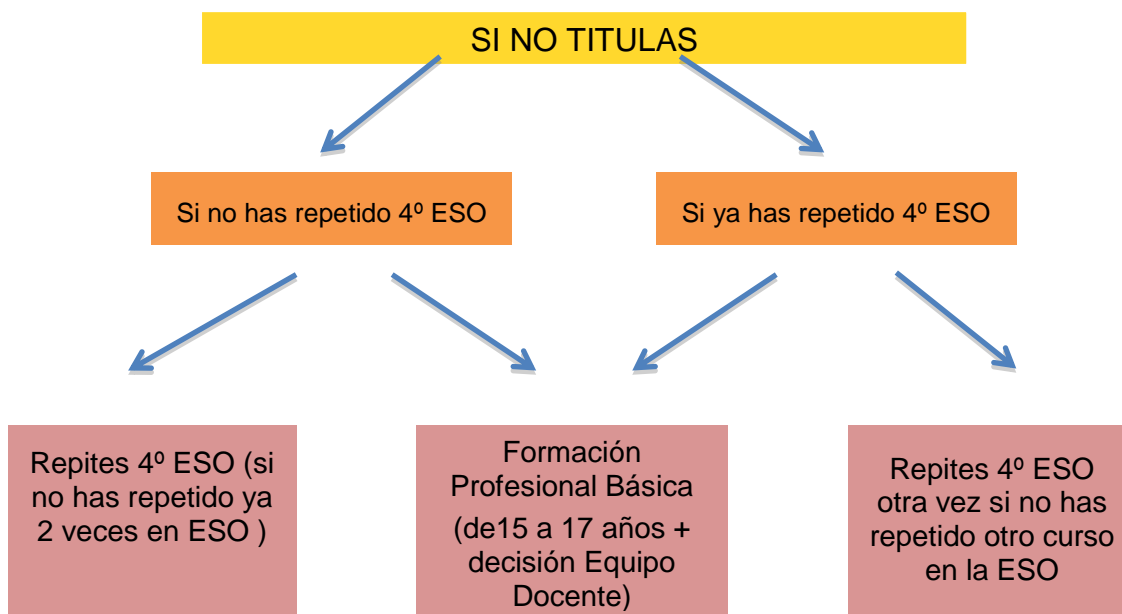 SI NO TITULAS
Si no has repetido 4º ESO
Si ya has repetido 4º ESO
Repites 4º ESO (si
no has repetido ya
2 veces en ESO )
Formación
Profesional Básica
(de15 a 17 años +
decisión Equipo
Docente)
Repites 4º ESO
otra vez si no has
repetido otro curso
en la ESO